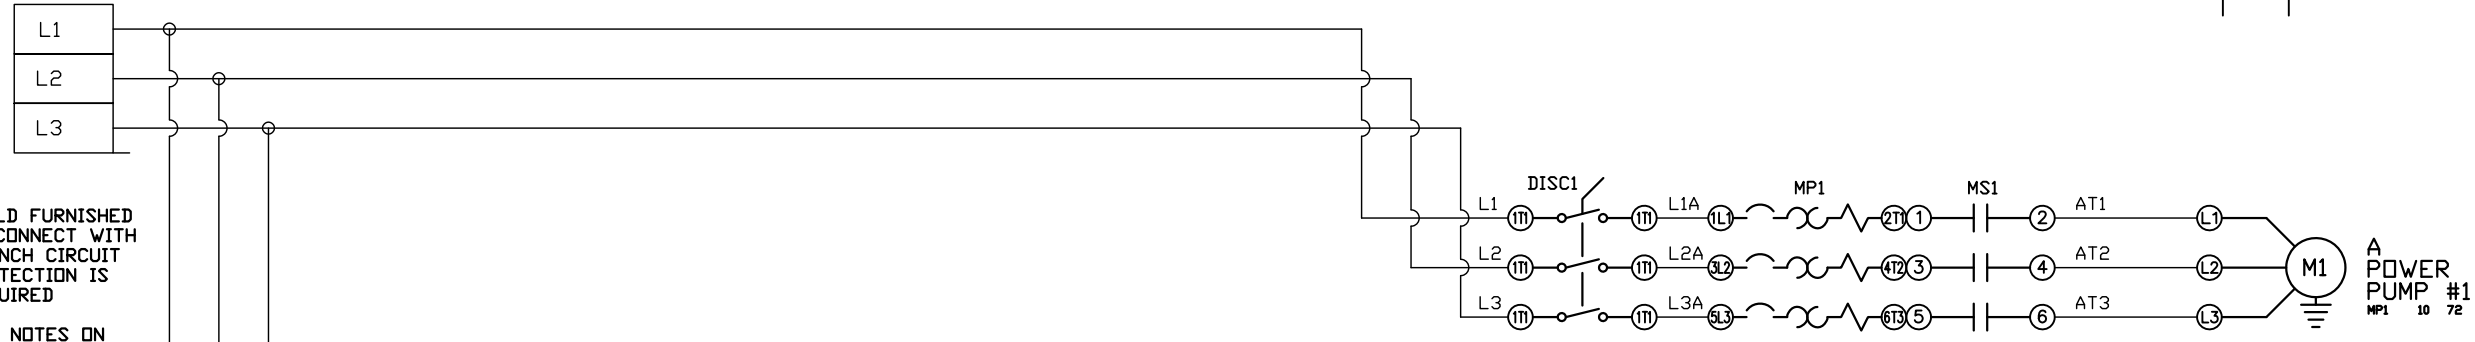 L1
L2
L3
LD FURNISHED
CONNECT WITH
NCH CIRCUIT
TECTION IS
UIRED
NOTES ON
DISC1
MP1
MS1
L1 1T1 1T1 L1A 1L1 2T1 1 2 AT1 L1
L2 1T1 1T1 L2A 3L2 4T2 3 4 AT2 L2
L3 1T1 1T1 L3A 5L3 6T3 5 6 AT3 L3
M1
A
POWER
PUMP #1
MP1 10 72